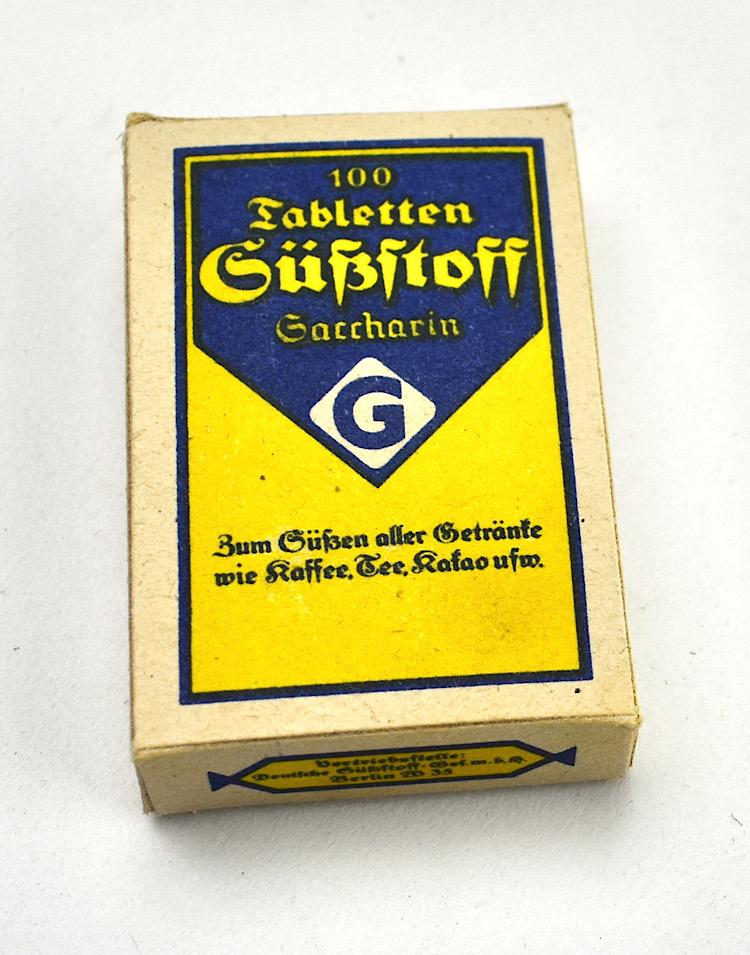 100
Tabletten
Süßstoff
Saccharin
G
Zum Süßen aller Getränke
wie Kaffee, Tee, Kakao usw.
Vertriebsstelle:
Deutsche Süßstoff-Ges.m.b.H.
Berlin W 35